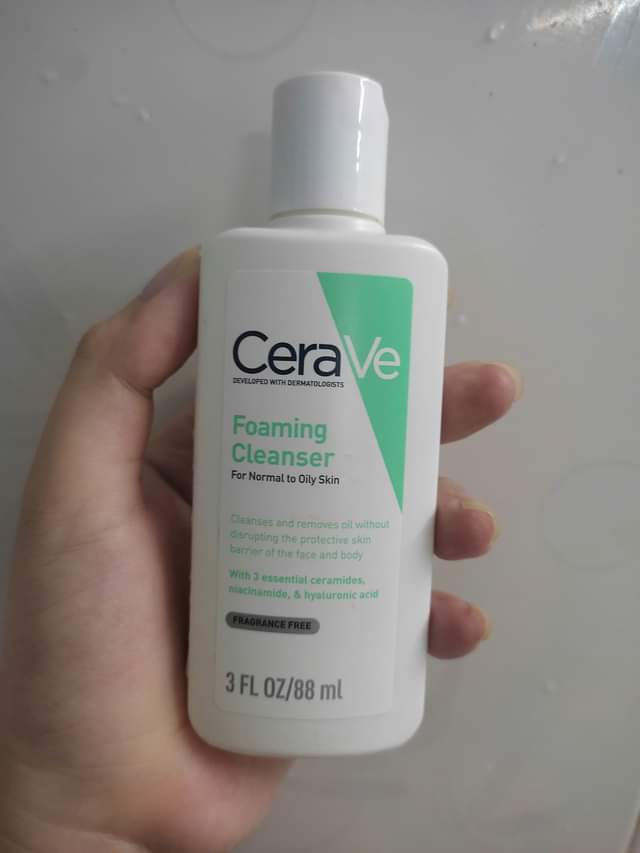 CeraVe
DEVELOPED WITH DERMATOLOGISTS
Foaming
Cleanser
For Normal to Oily Skin
Cleanses and removes oil without
disrupting the protective skin
barrier of the face and body
With 3 essential ceramides,
niacinamide, & hyaluronic acid
FRAGRANCE FREE
3 FL OZ/88 ml